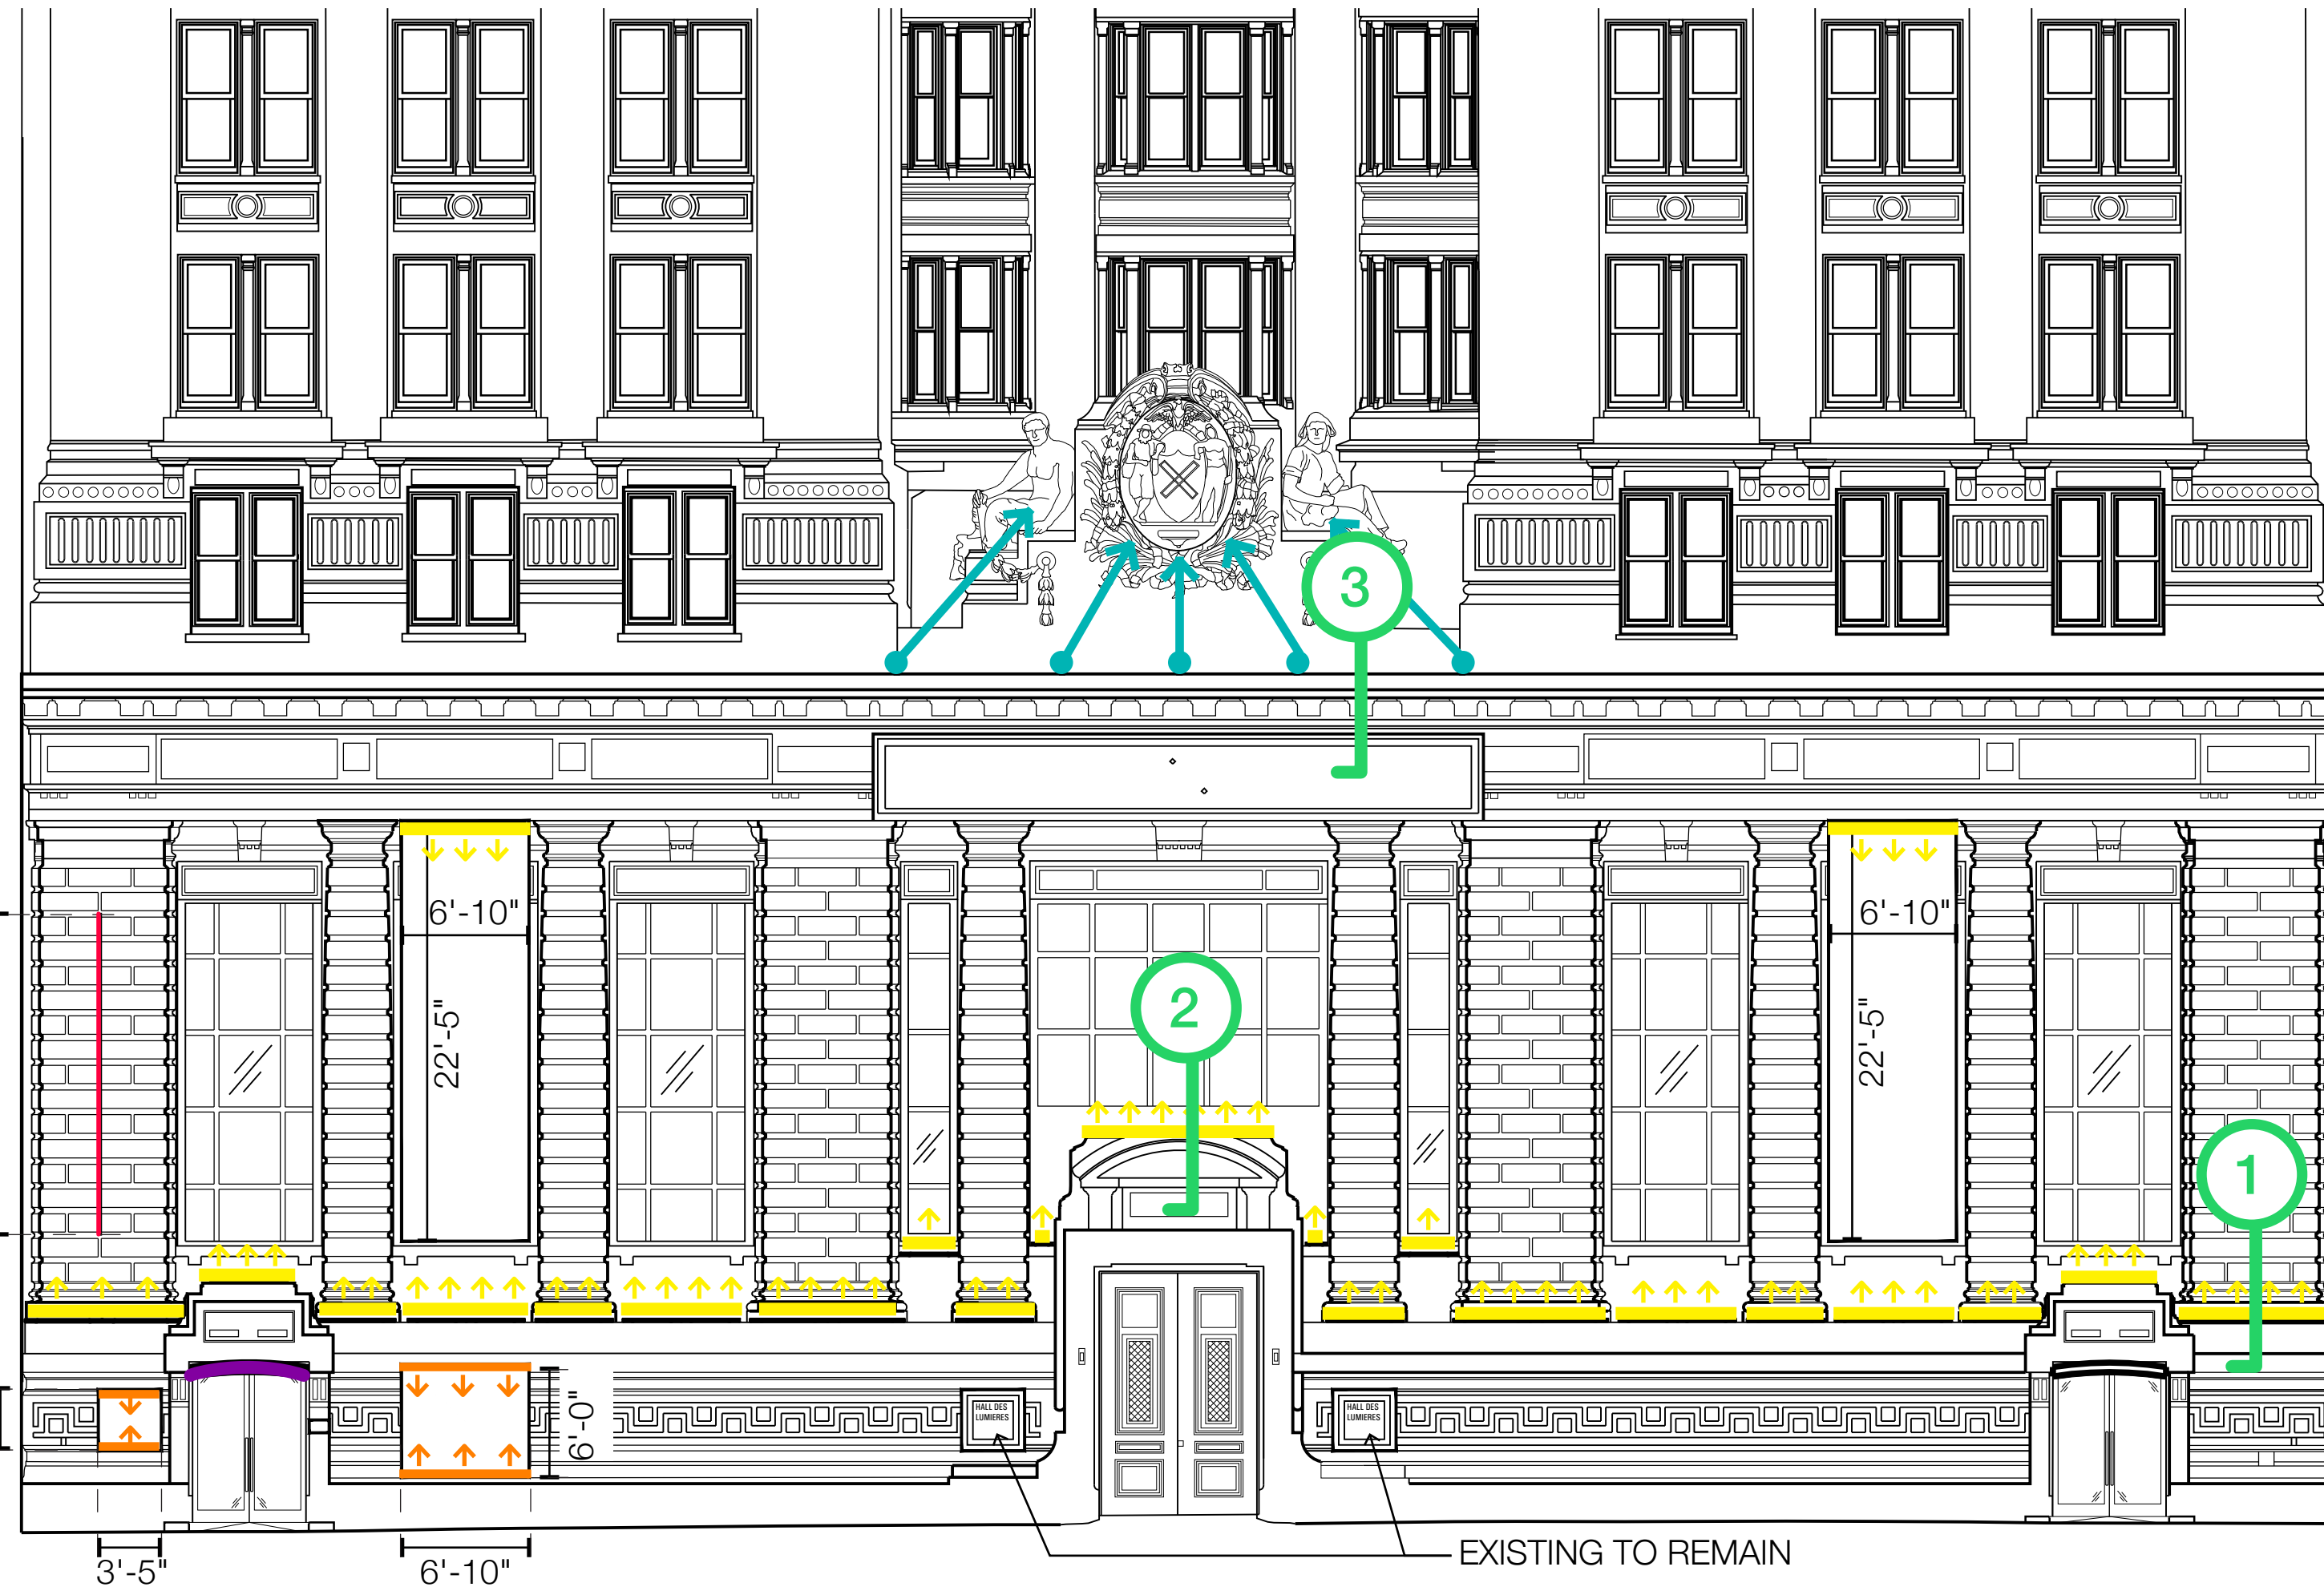 3
6'-10"
6'-10"
22'-5"
22'-5"
2
1
6'-0"
HALL DES
LUMIERES
HALL DES
LUMIERES
EXISTING TO REMAIN
3'-5"
6'-10"